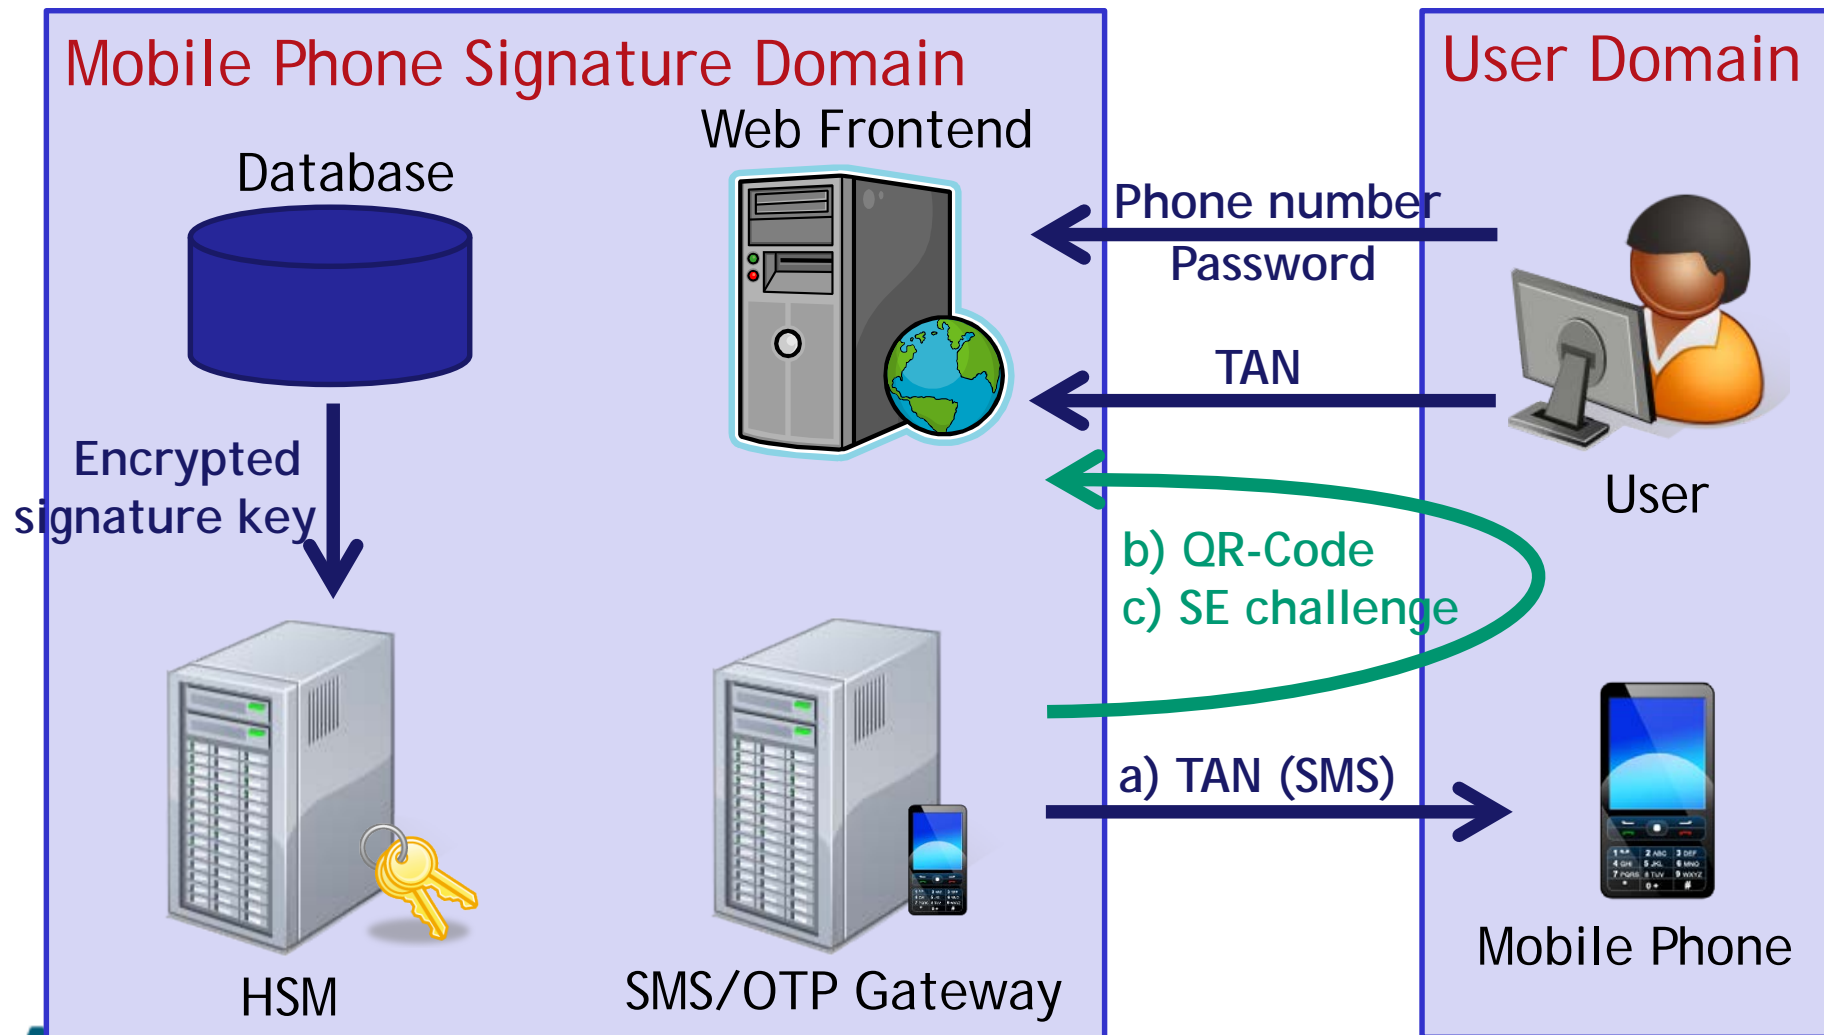 Mobile Phone Signature Domain
User Domain
Web Frontend
Database
Phone number
Password
TAN
Encrypted
signature key
User
b) QR-Code
c) SE challenge
a) TAN (SMS)
HSM
SMS/OTP Gateway
Mobile Phone